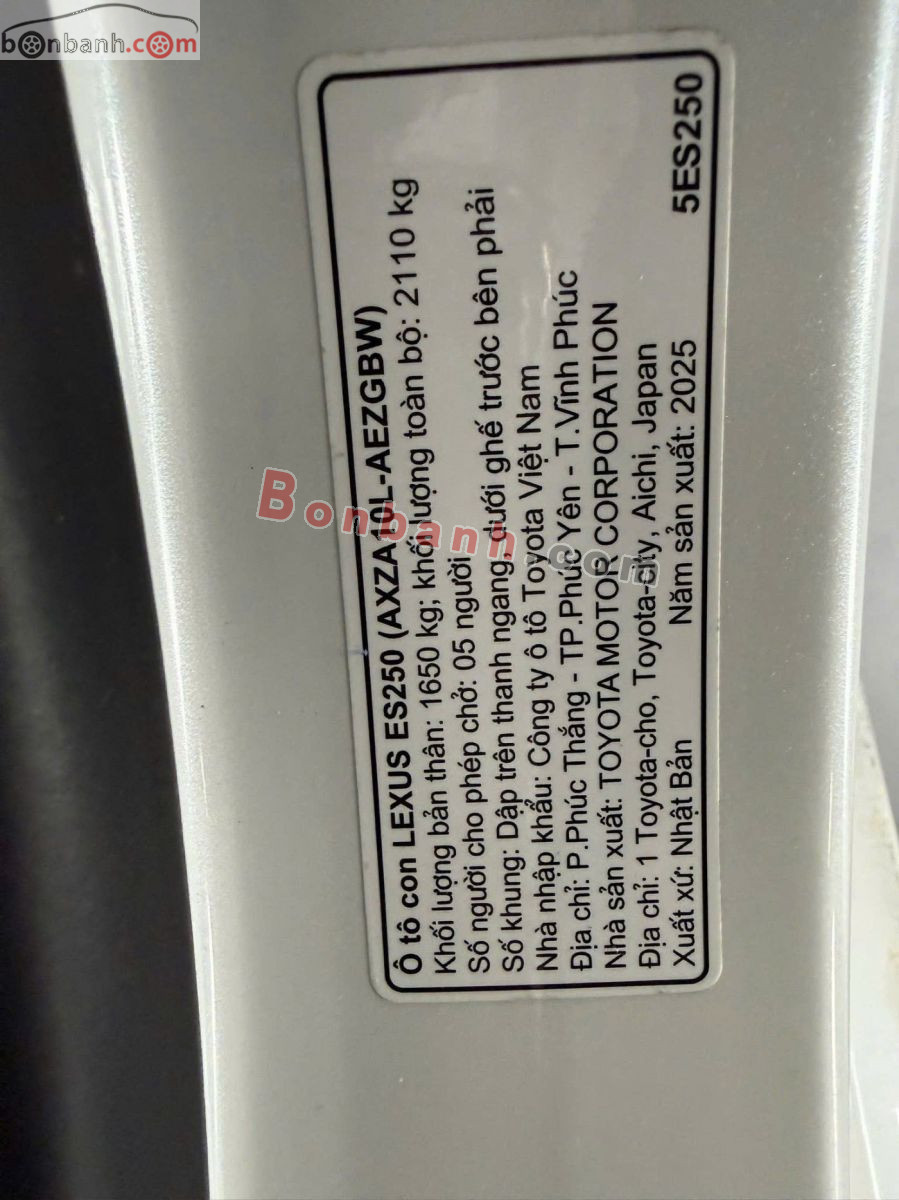 bonbanh.com
Ô tô con LEXUS ES250 (AXZA10L-AEZGBW)
Khối lượng bản thân: 1650 kg; khối lượng toàn bộ: 2110 kg
Số người cho phép chở: 05 người
Số khung: Dập trên thanh ngang, dưới ghế trước bên phải
Nhà nhập khẩu: Công ty ô tô Toyota Việt Nam
Địa chỉ: P.Phúc Thắng - TP.Phúc Yên - T.Vĩnh Phúc
Nhà sản xuất: TOYOTA MOTOR CORPORATION
Địa chỉ: 1 Toyota-cho, Toyota-city, Aichi, Japan
Xuất xứ: Nhật Bản Năm sản xuất: 2025 5ES250
Bonbanh.com